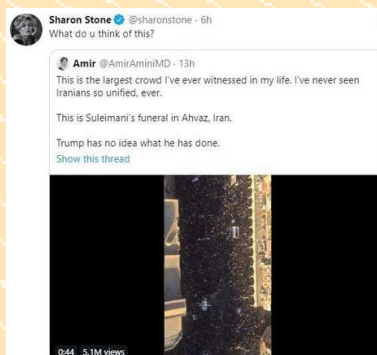 Sharon Stone @sharonstone · 6h
What do u think of this?
Amir @AmirAminiMD · 13h
This is the largest crowd I've ever witnessed in my life. I've never seen
Iranians so unified, ever.
This is Suleimani's funeral in Ahvaz, Iran.
Trump has no idea what he has done.
Show this thread
0:44 5.1M views